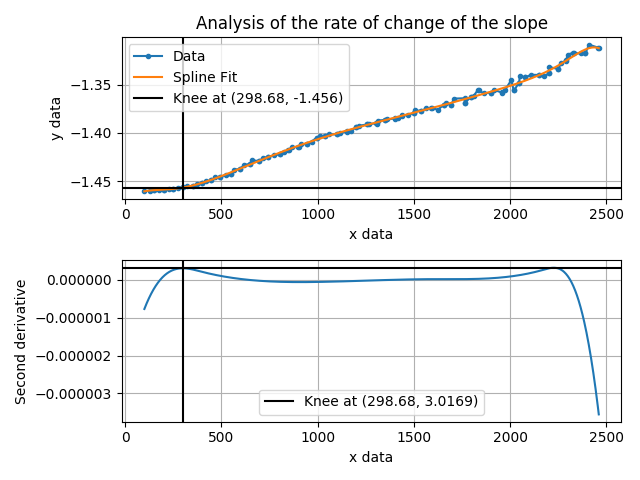 Analysis of the rate of change of the slope
Data
Spline Fit
Knee at (298.68, -1.456)
y data
−1.35
−1.40
−1.45
0 500 1000 1500 2000 2500
x data
Second derivative
0.000000
−0.000001
−0.000002
−0.000003
Knee at (298.68, 3.0169)
0 500 1000 1500 2000 2500
x data